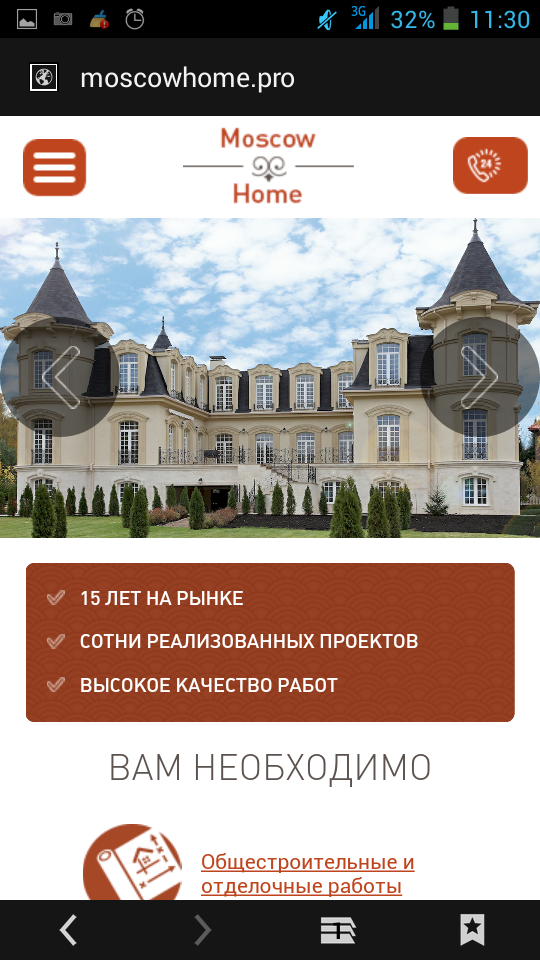 3G 32% 11:30
moscowhome.pro
Moscow
Home
24
15 ЛЕТ НА РЫНКЕ
СОТНИ РЕАЛИЗОВАННЫХ ПРОЕКТОВ
ВЫСОКОЕ КАЧЕСТВО РАБОТ
ВАМ НЕОБХОДИМО
Общестроительные и
отделочные работы
1